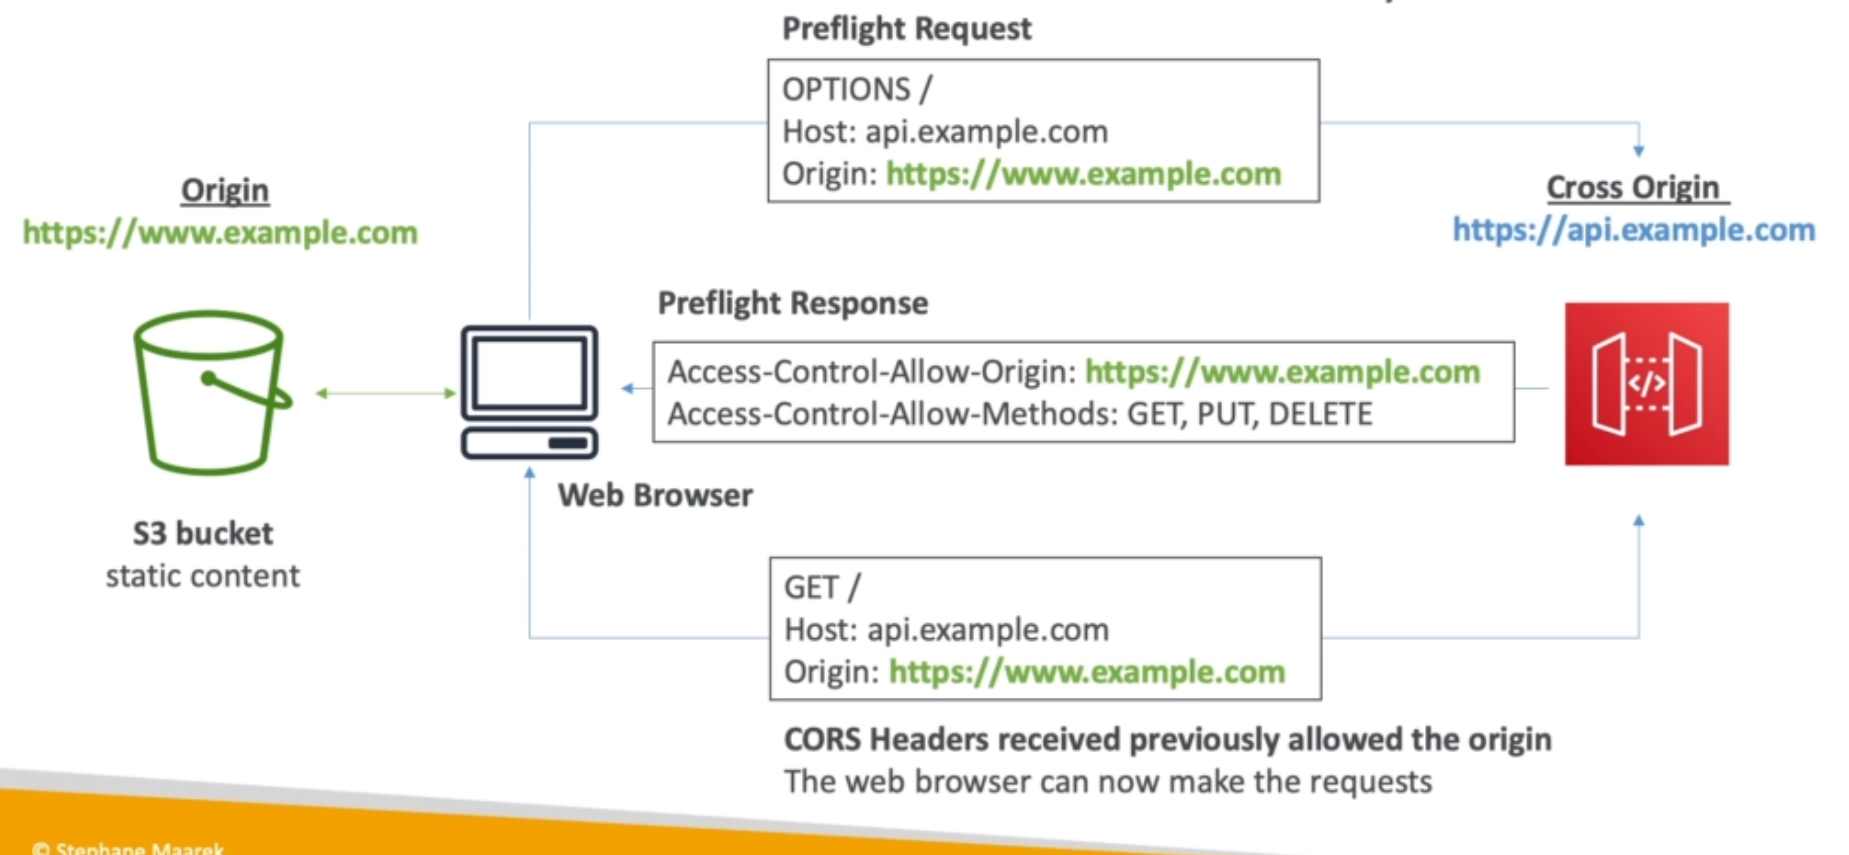 Preflight Request
OPTIONS /
Host: api.example.com
Origin: https://www.example.com
Origin
https://www.example.com
Cross Origin
https://api.example.com
Preflight Response
Access-Control-Allow-Origin: https://www.example.com
Access-Control-Allow-Methods: GET, PUT, DELETE
</>
Web Browser
S3 bucket
static content
GET /
Host: api.example.com
Origin: https://www.example.com
CORS Headers received previously allowed the origin
The web browser can now make the requests
© Stephane Maarek